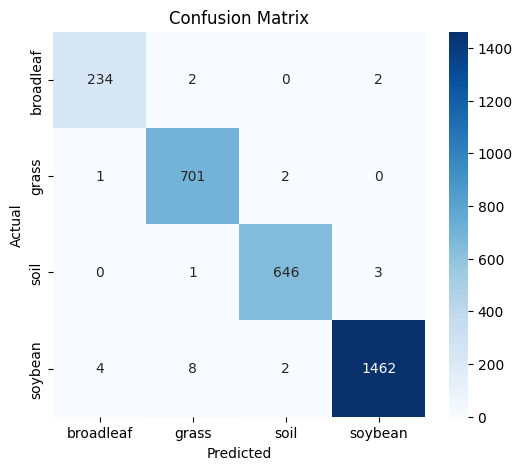 Confusion Matrix
broadleaf 234 2 0 2
grass 1 701 2 0
soil 0 1 646 3
soybean 4 8 2 1462
Actual
broadleaf grass soil soybean
Predicted
1400
1200
1000
800
600
400
200
0